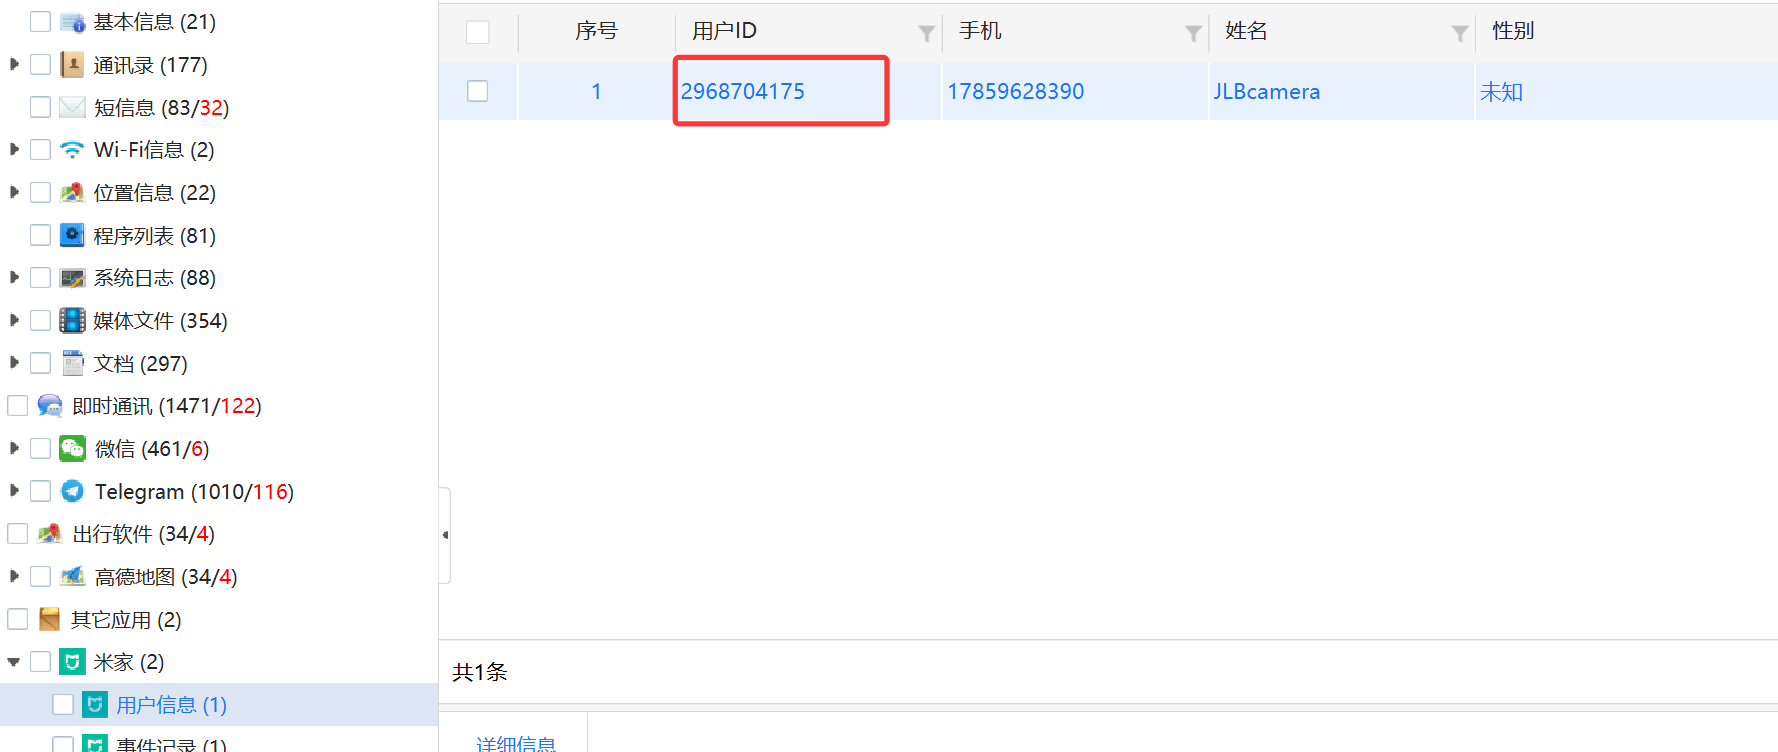 基本信息 (21)
通讯录 (177)
短信息 (83/32)
Wi-Fi信息 (2)
位置信息 (22)
程序列表 (81)
系统日志 (88)
媒体文件 (354)
文档 (297)
即时通讯 (1471/122)
微信 (461/6)
Telegram (1010/116)
出行软件 (34/4)
高德地图 (34/4)
其它应用 (2)
米家 (2)
用户信息 (1)
事件记录 (1)
序号 用户ID 手机 姓名 性别
1 2968704175 17859628390 JLBcamera 未知
共1条
详细信息